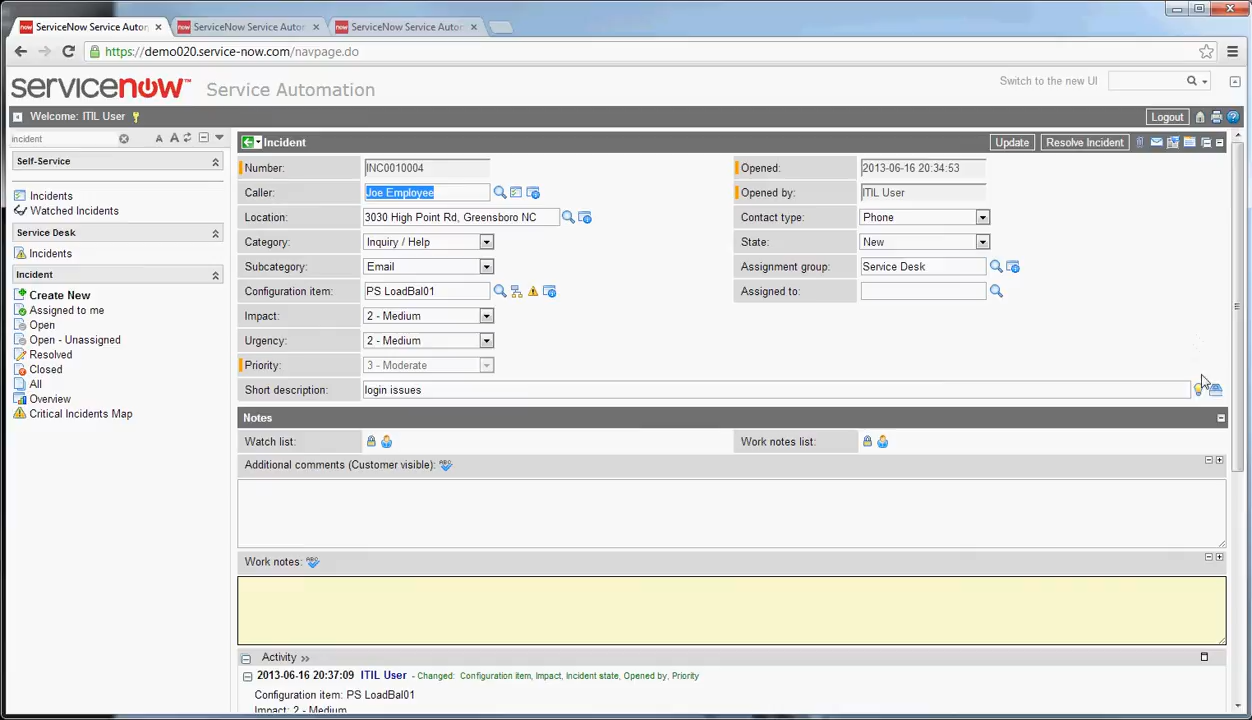 ServiceNow Service Autor
ServiceNow Service Automa
ServiceNow Service Automa
https://demo020.service-now.com/navpage.do
servicenow™ Service Automation
Switch to the new UI
Welcome: ITIL User
Logout
incident
A A
Self-Service
Incidents
Watched Incidents
Service Desk
Incidents
Incident
Create New
Assigned to me
Open
Open - Unassigned
Resolved
Closed
All
Overview
Critical Incidents Map
Incident
Update
Resolve Incident
Number: INC0010004
Opened: 2013-06-16 20:34:53
Caller: Joe Employee
Opened by: ITIL User
Location: 3030 High Point Rd, Greensboro NC
Contact type: Phone
Category: Inquiry / Help
State: New
Subcategory: Email
Assignment group: Service Desk
Configuration item: PS LoadBal01
Assigned to:
Impact: 2 - Medium
Urgency: 2 - Medium
Priority: 3 - Moderate
Short description: login issues
Notes
Watch list:
Work notes list:
Additional comments (Customer visible):
Work notes:
Activity »
2013-06-16 20:37:09 ITIL User - Changed: Configuration item, Impact, Incident state, Opened by, Priority
Configuration item: PS LoadBal01
Impact: 2 - Medium